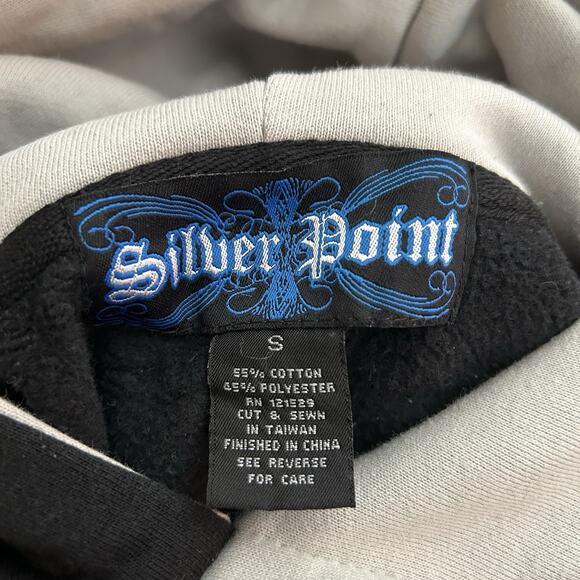 Silver Point
S
55% COTTON
45% POLYESTER
RN 121529
CUT & SEWN
IN TAIWAN
FINISHED IN CHINA
SEE REVERSE
FOR CARE